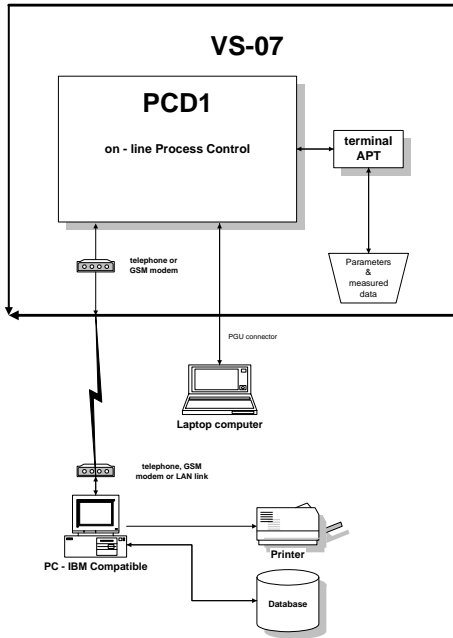 VS-07
PCD1
on - line Process Control
terminal
APT
telephone or
GSM modem
Parameters
&
measured
data
PGU connector
Laptop computer
telephone, GSM
modem or LAN link
PC - IBM Compatible
Printer
Database